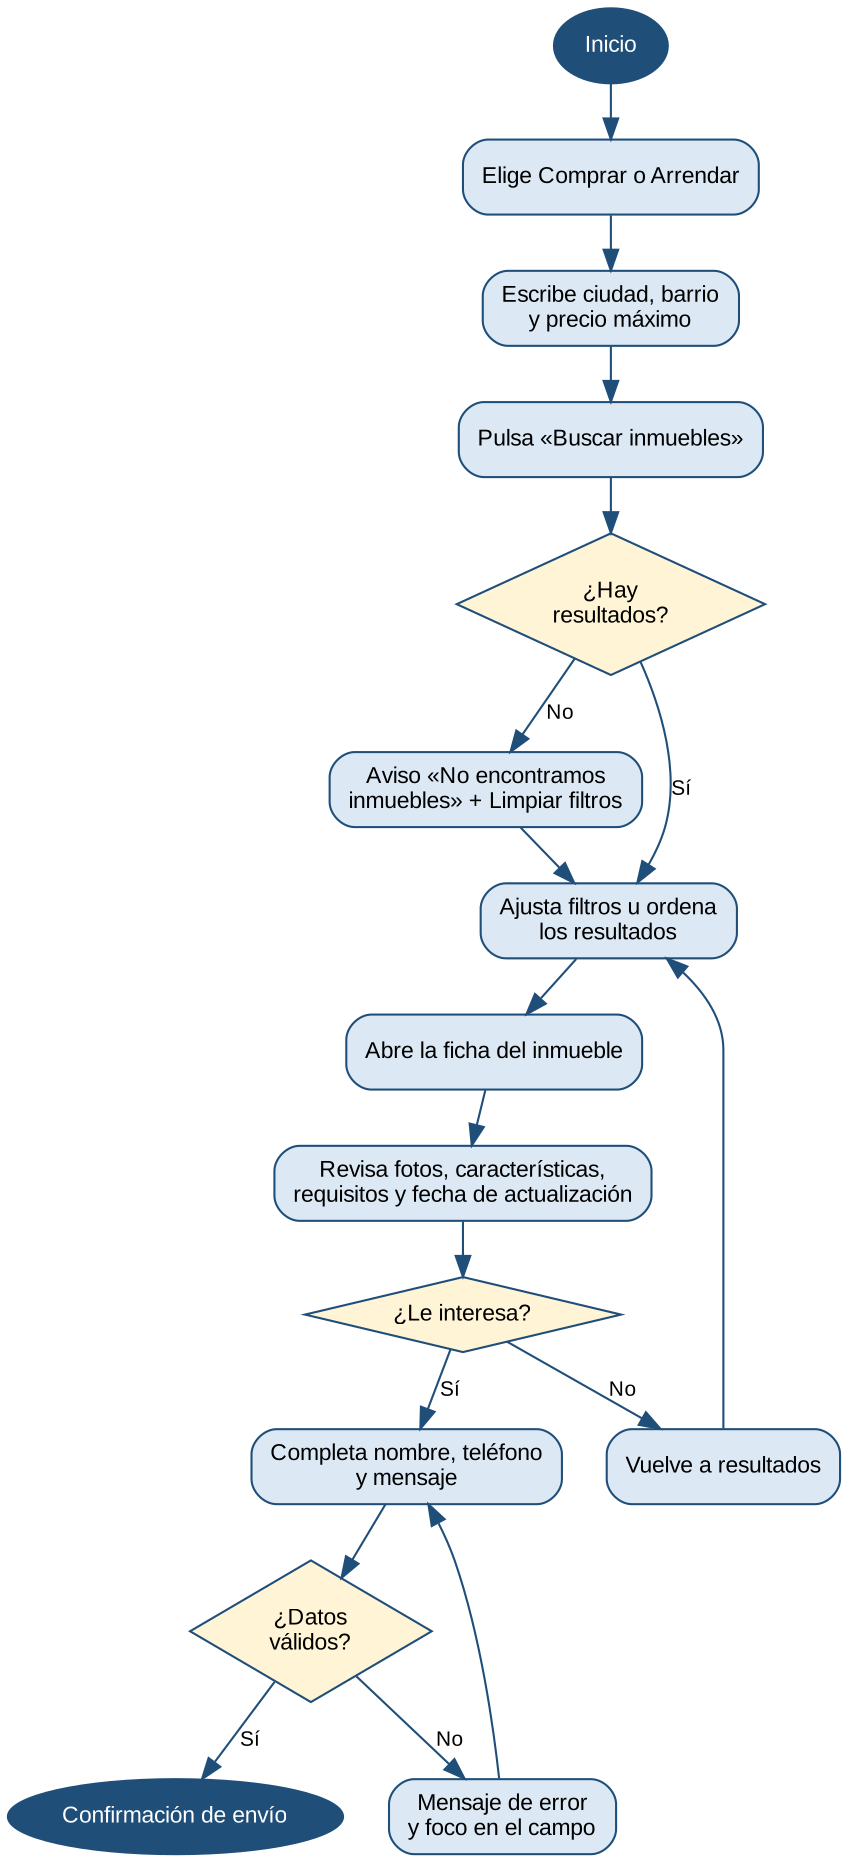 Inicio
Elige Comprar o Arrendar
Escribe ciudad, barrio
y precio máximo
Pulsa «Buscar inmuebles»
¿Hay
resultados?
No
Sí
Aviso «No encontramos
inmuebles» + Limpiar filtros
Ajusta filtros u ordena
los resultados
Abre la ficha del inmueble
Revisa fotos, características,
requisitos y fecha de actualización
¿Le interesa?
Sí
No
Completa nombre, teléfono
y mensaje
Vuelve a resultados
¿Datos
válidos?
Sí
No
Confirmación de envío
Mensaje de error
y foco en el campo